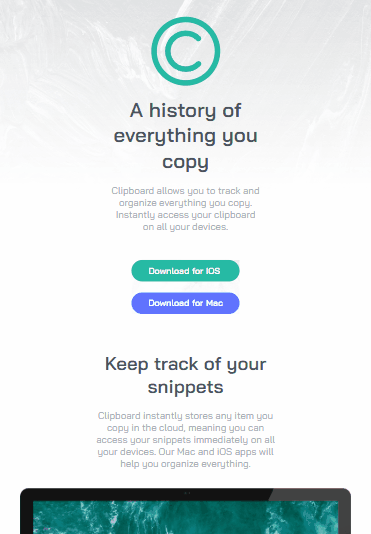 A history of
everything you
copy
Clipboard allows you to track and
organize everything you copy.
Instantly access your clipboard
on all your devices.
Download for iOS
Download for Mac
Keep track of your
snippets
Clipboard instantly stores any item you
copy in the cloud, meaning you can
access your snippets immediately on all
your devices. Our Mac and iOS apps will
help you organize everything.